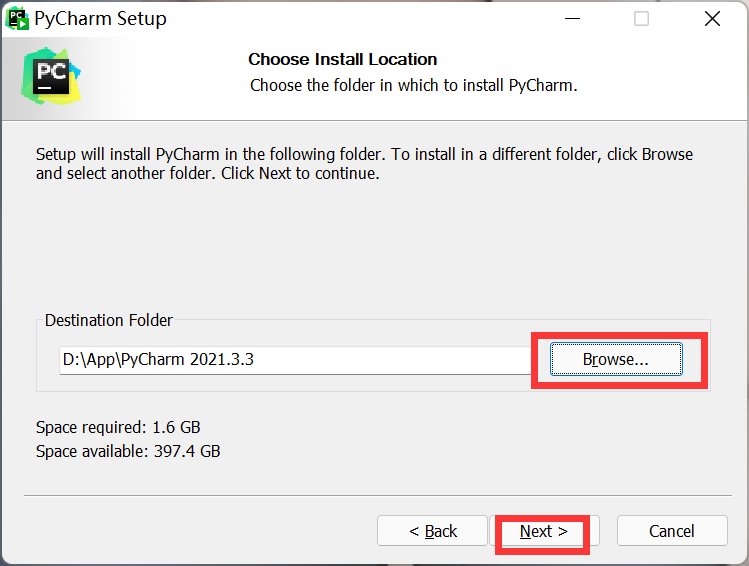 PyCharm Setup
PC
Choose Install Location
Choose the folder in which to install PyCharm.
Setup will install PyCharm in the following folder. To install in a different folder, click Browse
and select another folder. Click Next to continue.
Destination Folder
D:\App\PyCharm 2021.3.3
Browse...
Space required: 1.6 GB
Space available: 397.4 GB
< Back
Next >
Cancel